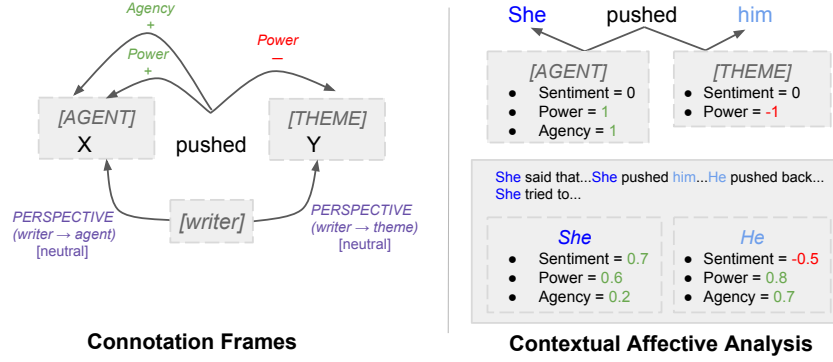 Agency
+
Power
+
Power
–
[AGENT]
X
pushed
[THEME]
Y
[writer]
PERSPECTIVE
(writer → agent)
[neutral]
PERSPECTIVE
(writer → theme)
[neutral]
Connotation Frames
She pushed him
[AGENT]
● Sentiment = 0
● Power = 1
● Agency = 1
[THEME]
● Sentiment = 0
● Power = -1
She said that...She pushed him...He pushed back...
She tried to...
She
● Sentiment = 0.7
● Power = 0.6
● Agency = 0.2
He
● Sentiment = -0.5
● Power = 0.8
● Agency = 0.7
Contextual Affective Analysis